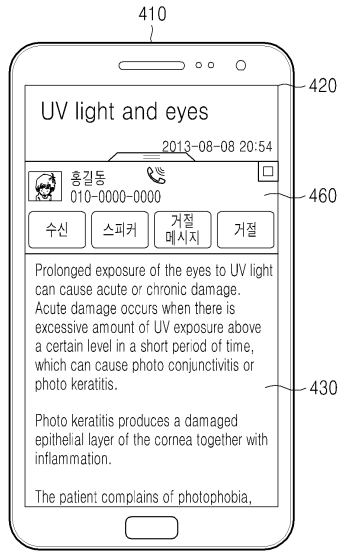 410
420
UV light and eyes
2013-08-08 20:54
홍길동
010-0000-0000
460
수신
스피커
거절
메시지
거절
Prolonged exposure of the eyes to UV light
can cause acute or chronic damage.
Acute damage occurs when there is
excessive amount of UV exposure above
a certain level in a short period of time,
which can cause photo conjunctivitis or
photo keratitis.
430
Photo keratitis produces a damaged
epithelial layer of the cornea together with
inflammation.
The patient complains of photophobia,